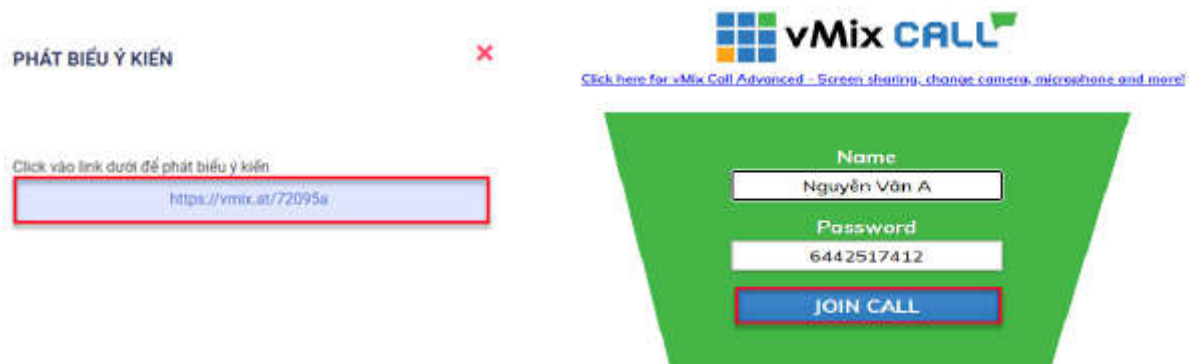 PHÁT BIỂU Ý KIẾN
Click vào link dưới để phát biểu ý kiến
https://vmix.at/72095a
vMix CALL
Click here for vMix Call Advanced - Screen sharing, change camera, microphone and more!
Name
Nguyễn Văn A
Password
6442517412
JOIN CALL